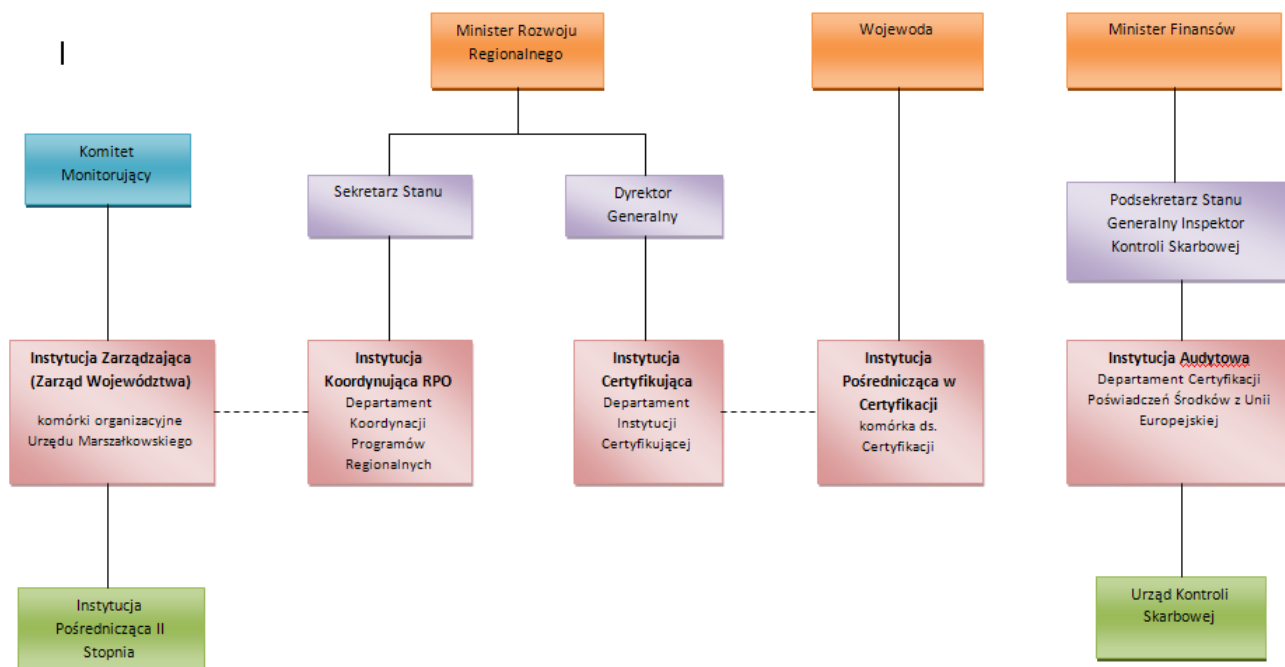 Minister Rozwoju
Regionalnego
Wojewoda
Minister Finansów
Komitet
Monitorujący
Sekretarz Stanu
Dyrektor
Generalny
Podsekretarz Stanu
Generalny Inspektor
Kontroli Skarbowej
Instytucja Zarządzająca
(Zarząd Województwa)
komórki organizacyjne
Urzędu Marszałkowskiego
Instytucja
Koordynująca RPO
Departament
Koordynacji
Programów
Regionalnych
Instytucja
Certyfikująca
Departament
Instytucji
Certyfikującej
Instytucja
Pośrednicząca w
Certyfikacji
komórka ds.
Certyfikacji
Instytucja Audytowa
Departament Certyfikacji
Poświadczeń Środków z Unii
Europejskiej
Instytucja
Pośrednicząca II
Stopnia
Urząd Kontroli
Skarbowej